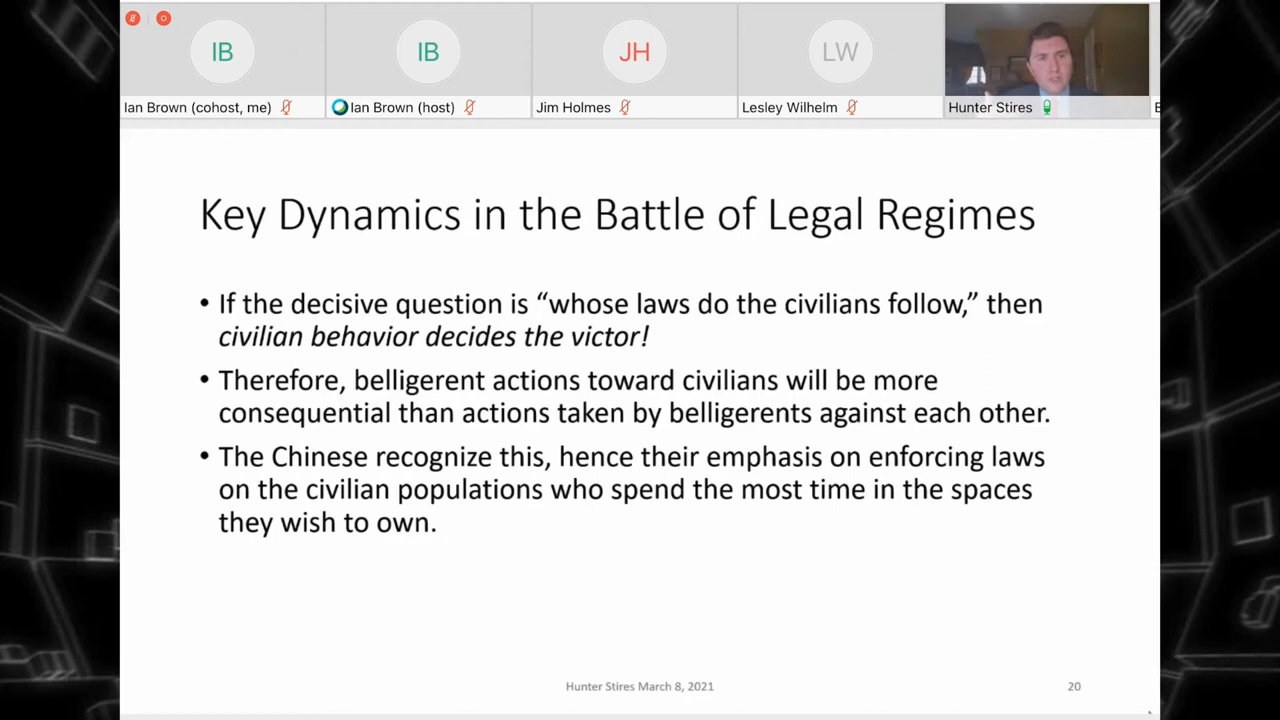 IB
IB
JH
LW
Ian Brown (cohost, me)
Ian Brown (host)
Jim Holmes
Lesley Wilhelm
Hunter Stires
Key Dynamics in the Battle of Legal Regimes
• If the decisive question is “whose laws do the civilians follow,” then
civilian behavior decides the victor!
• Therefore, belligerent actions toward civilians will be more
consequential than actions taken by belligerents against each other.
• The Chinese recognize this, hence their emphasis on enforcing laws
on the civilian populations who spend the most time in the spaces
they wish to own.
Hunter Stires March 8, 2021
20